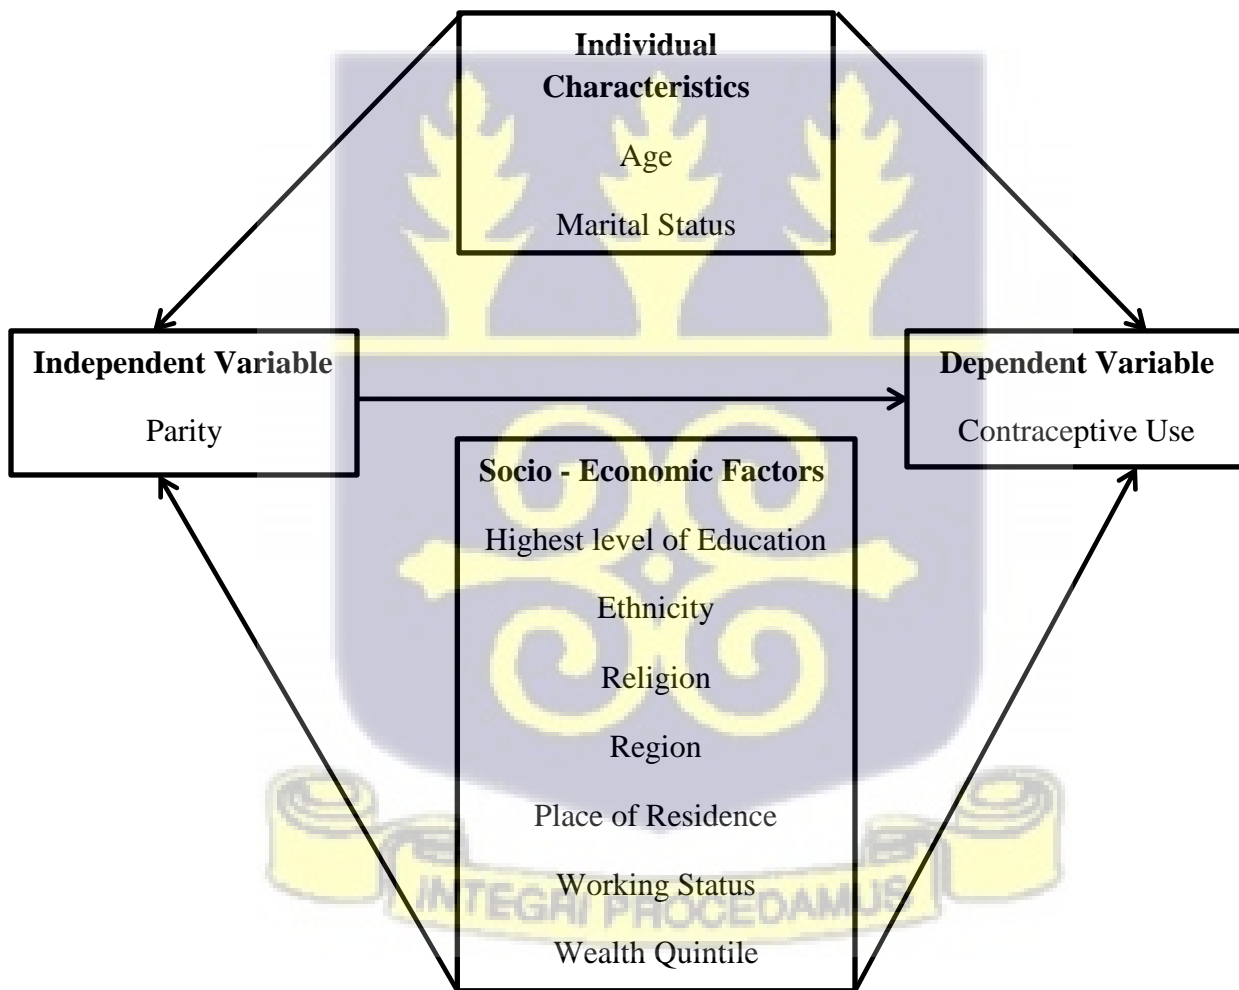 Individual
Characteristics
Age
Marital Status
Independent Variable
Parity
Dependent Variable
Contraceptive Use
Socio - Economic Factors
Highest level of Education
Ethnicity
Religion
Region
Place of Residence
Working Status
Wealth Quintile
INTEGRI PROCEDAMUS